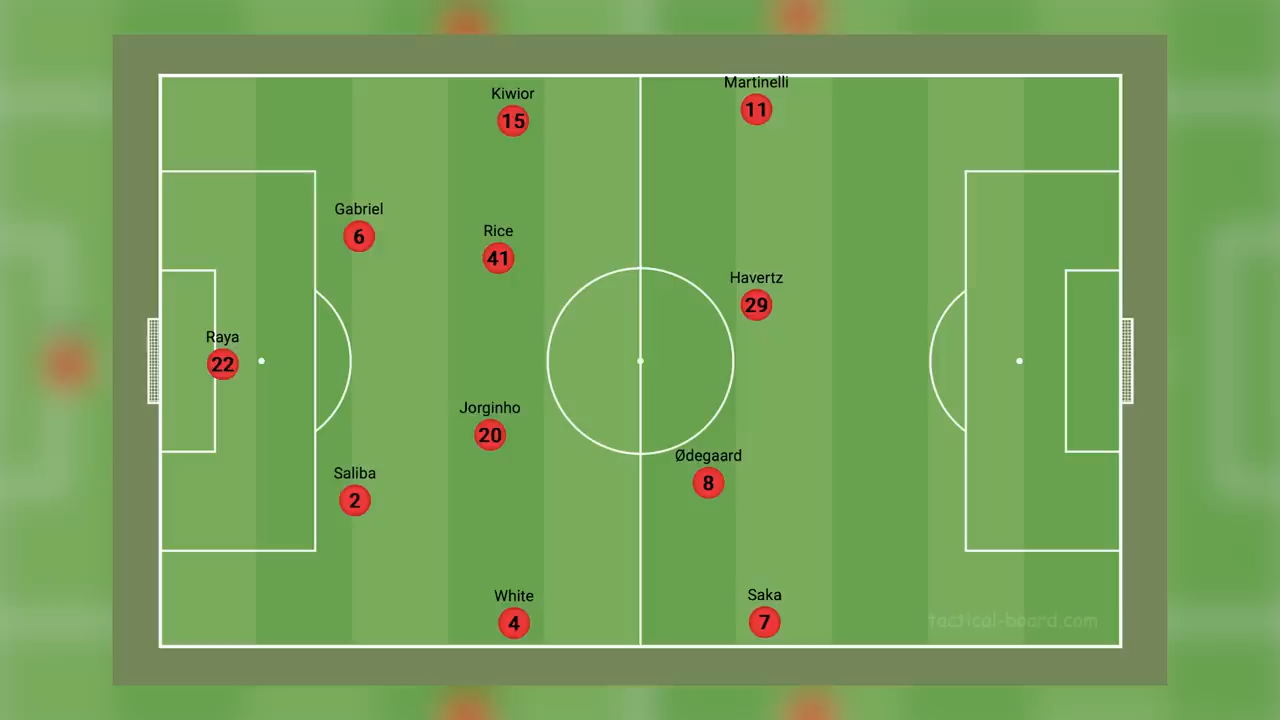 Martinelli
11
Kiwior
15
Gabriel
6
Rice
41
Havertz
29
Raya
22
Jorginho
20
Ødegaard
8
Saliba
2
White
4
Saka
7
tactical-board.com